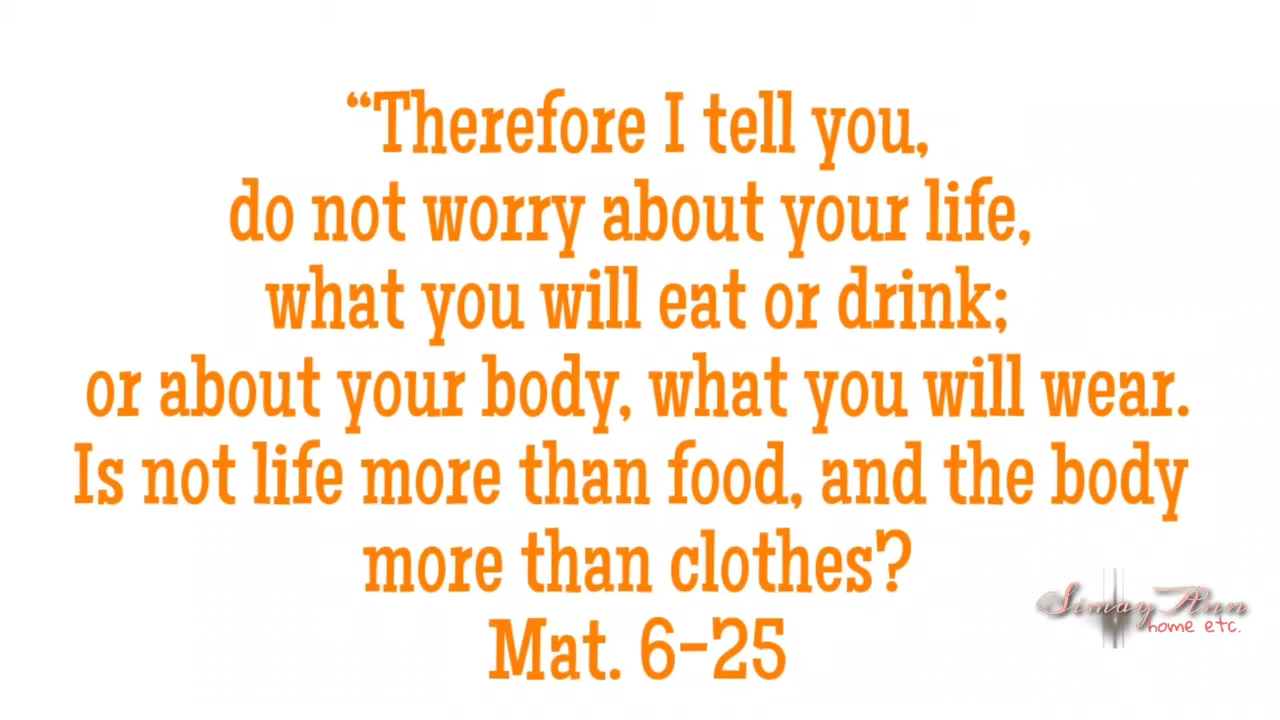 “Therefore I tell you,
do not worry about your life,
what you will eat or drink;
or about your body, what you will wear.
Is not life more than food, and the body
more than clothes?
Mat. 6-25
Simay Ann
home etc.